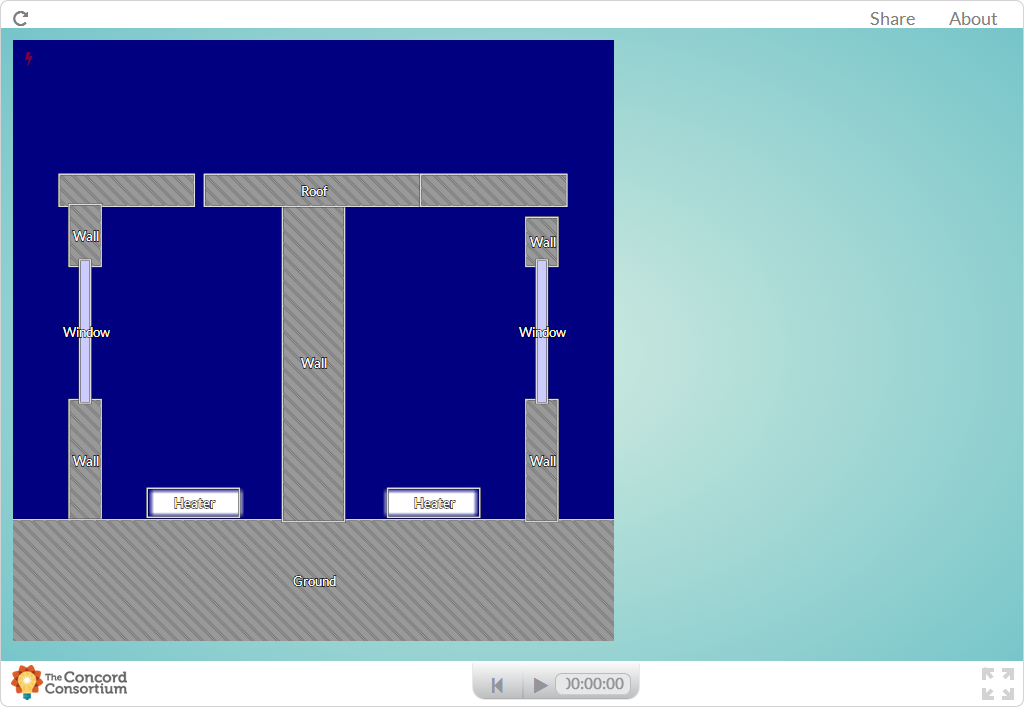 Share About
Roof
Wall
Wall
Window
Window
Wall
Wall
Wall
Heater
Heater
Ground
The Concord
Consortium
00:00:00